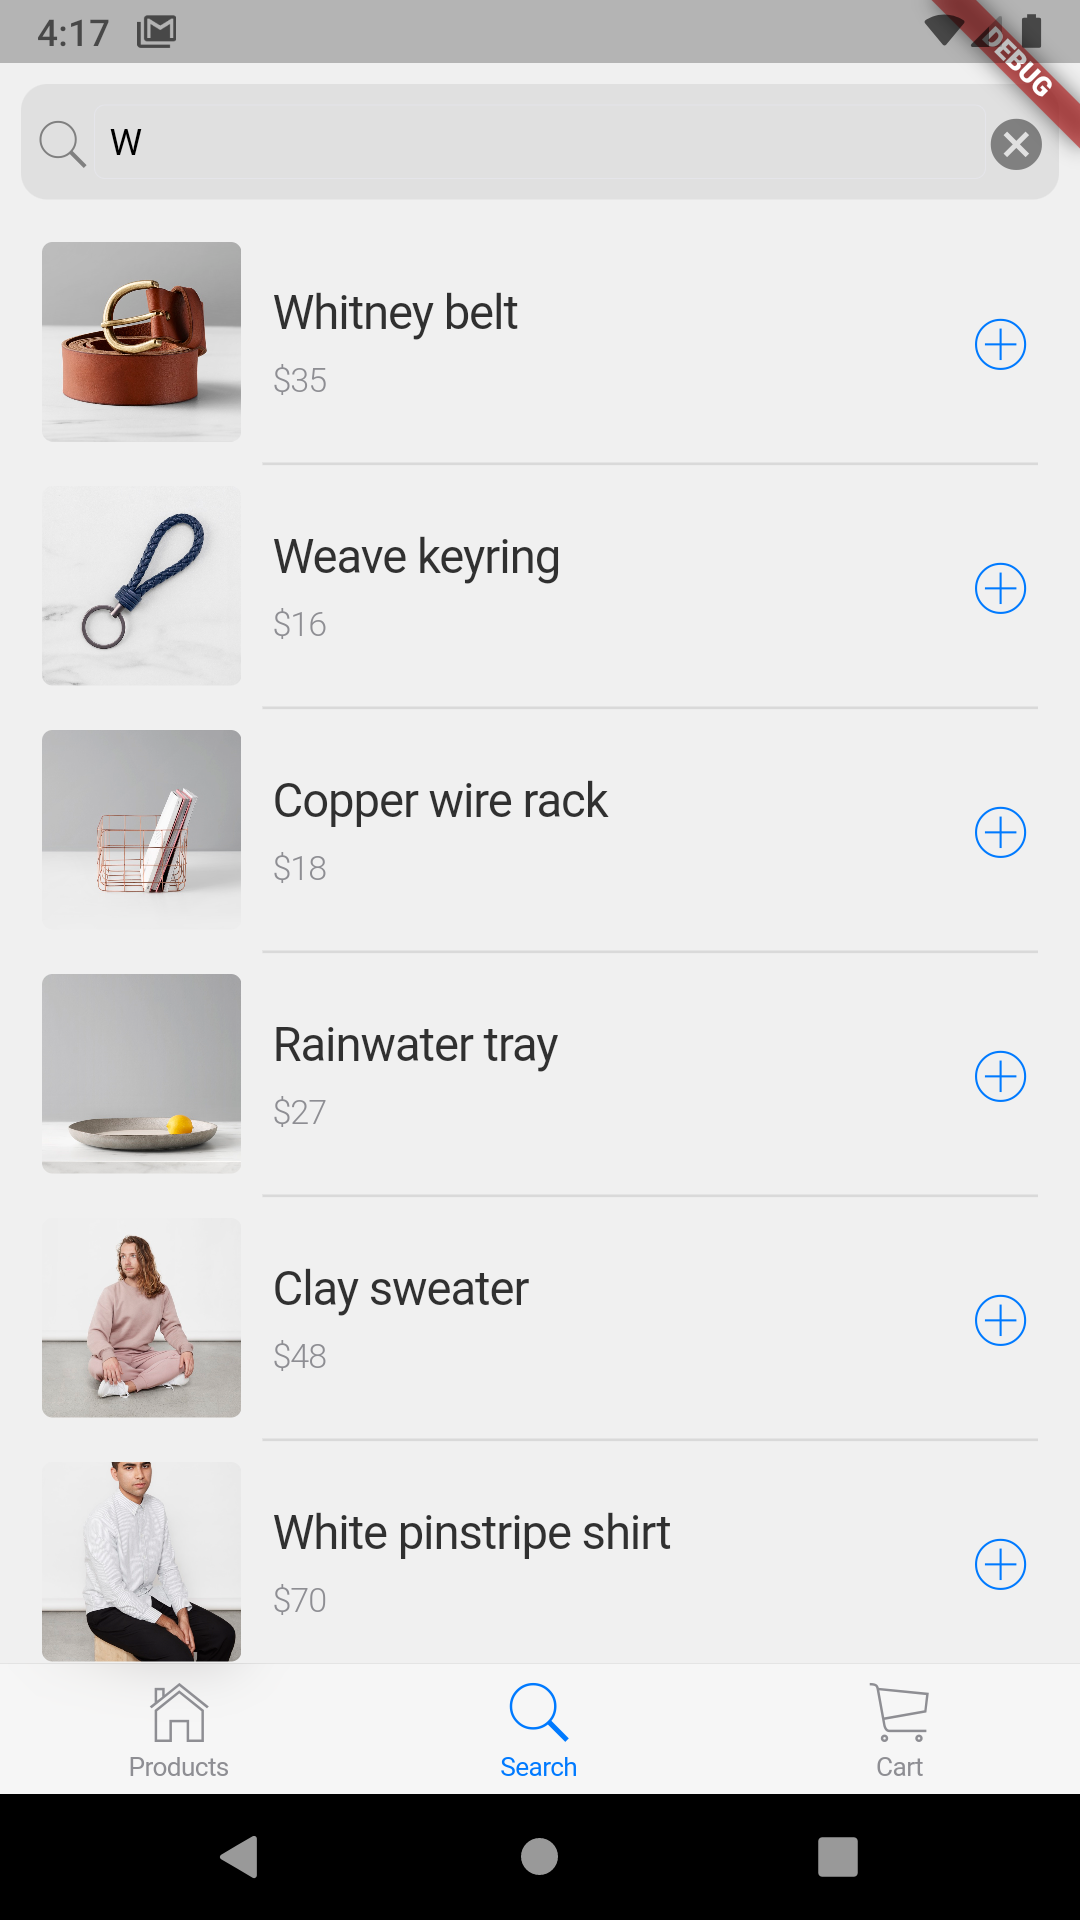 4:17
DEBUG
W
Whitney belt
$35
Weave keyring
$16
Copper wire rack
$18
Rainwater tray
$27
Clay sweater
$48
White pinstripe shirt
$70
Products
Search
Cart